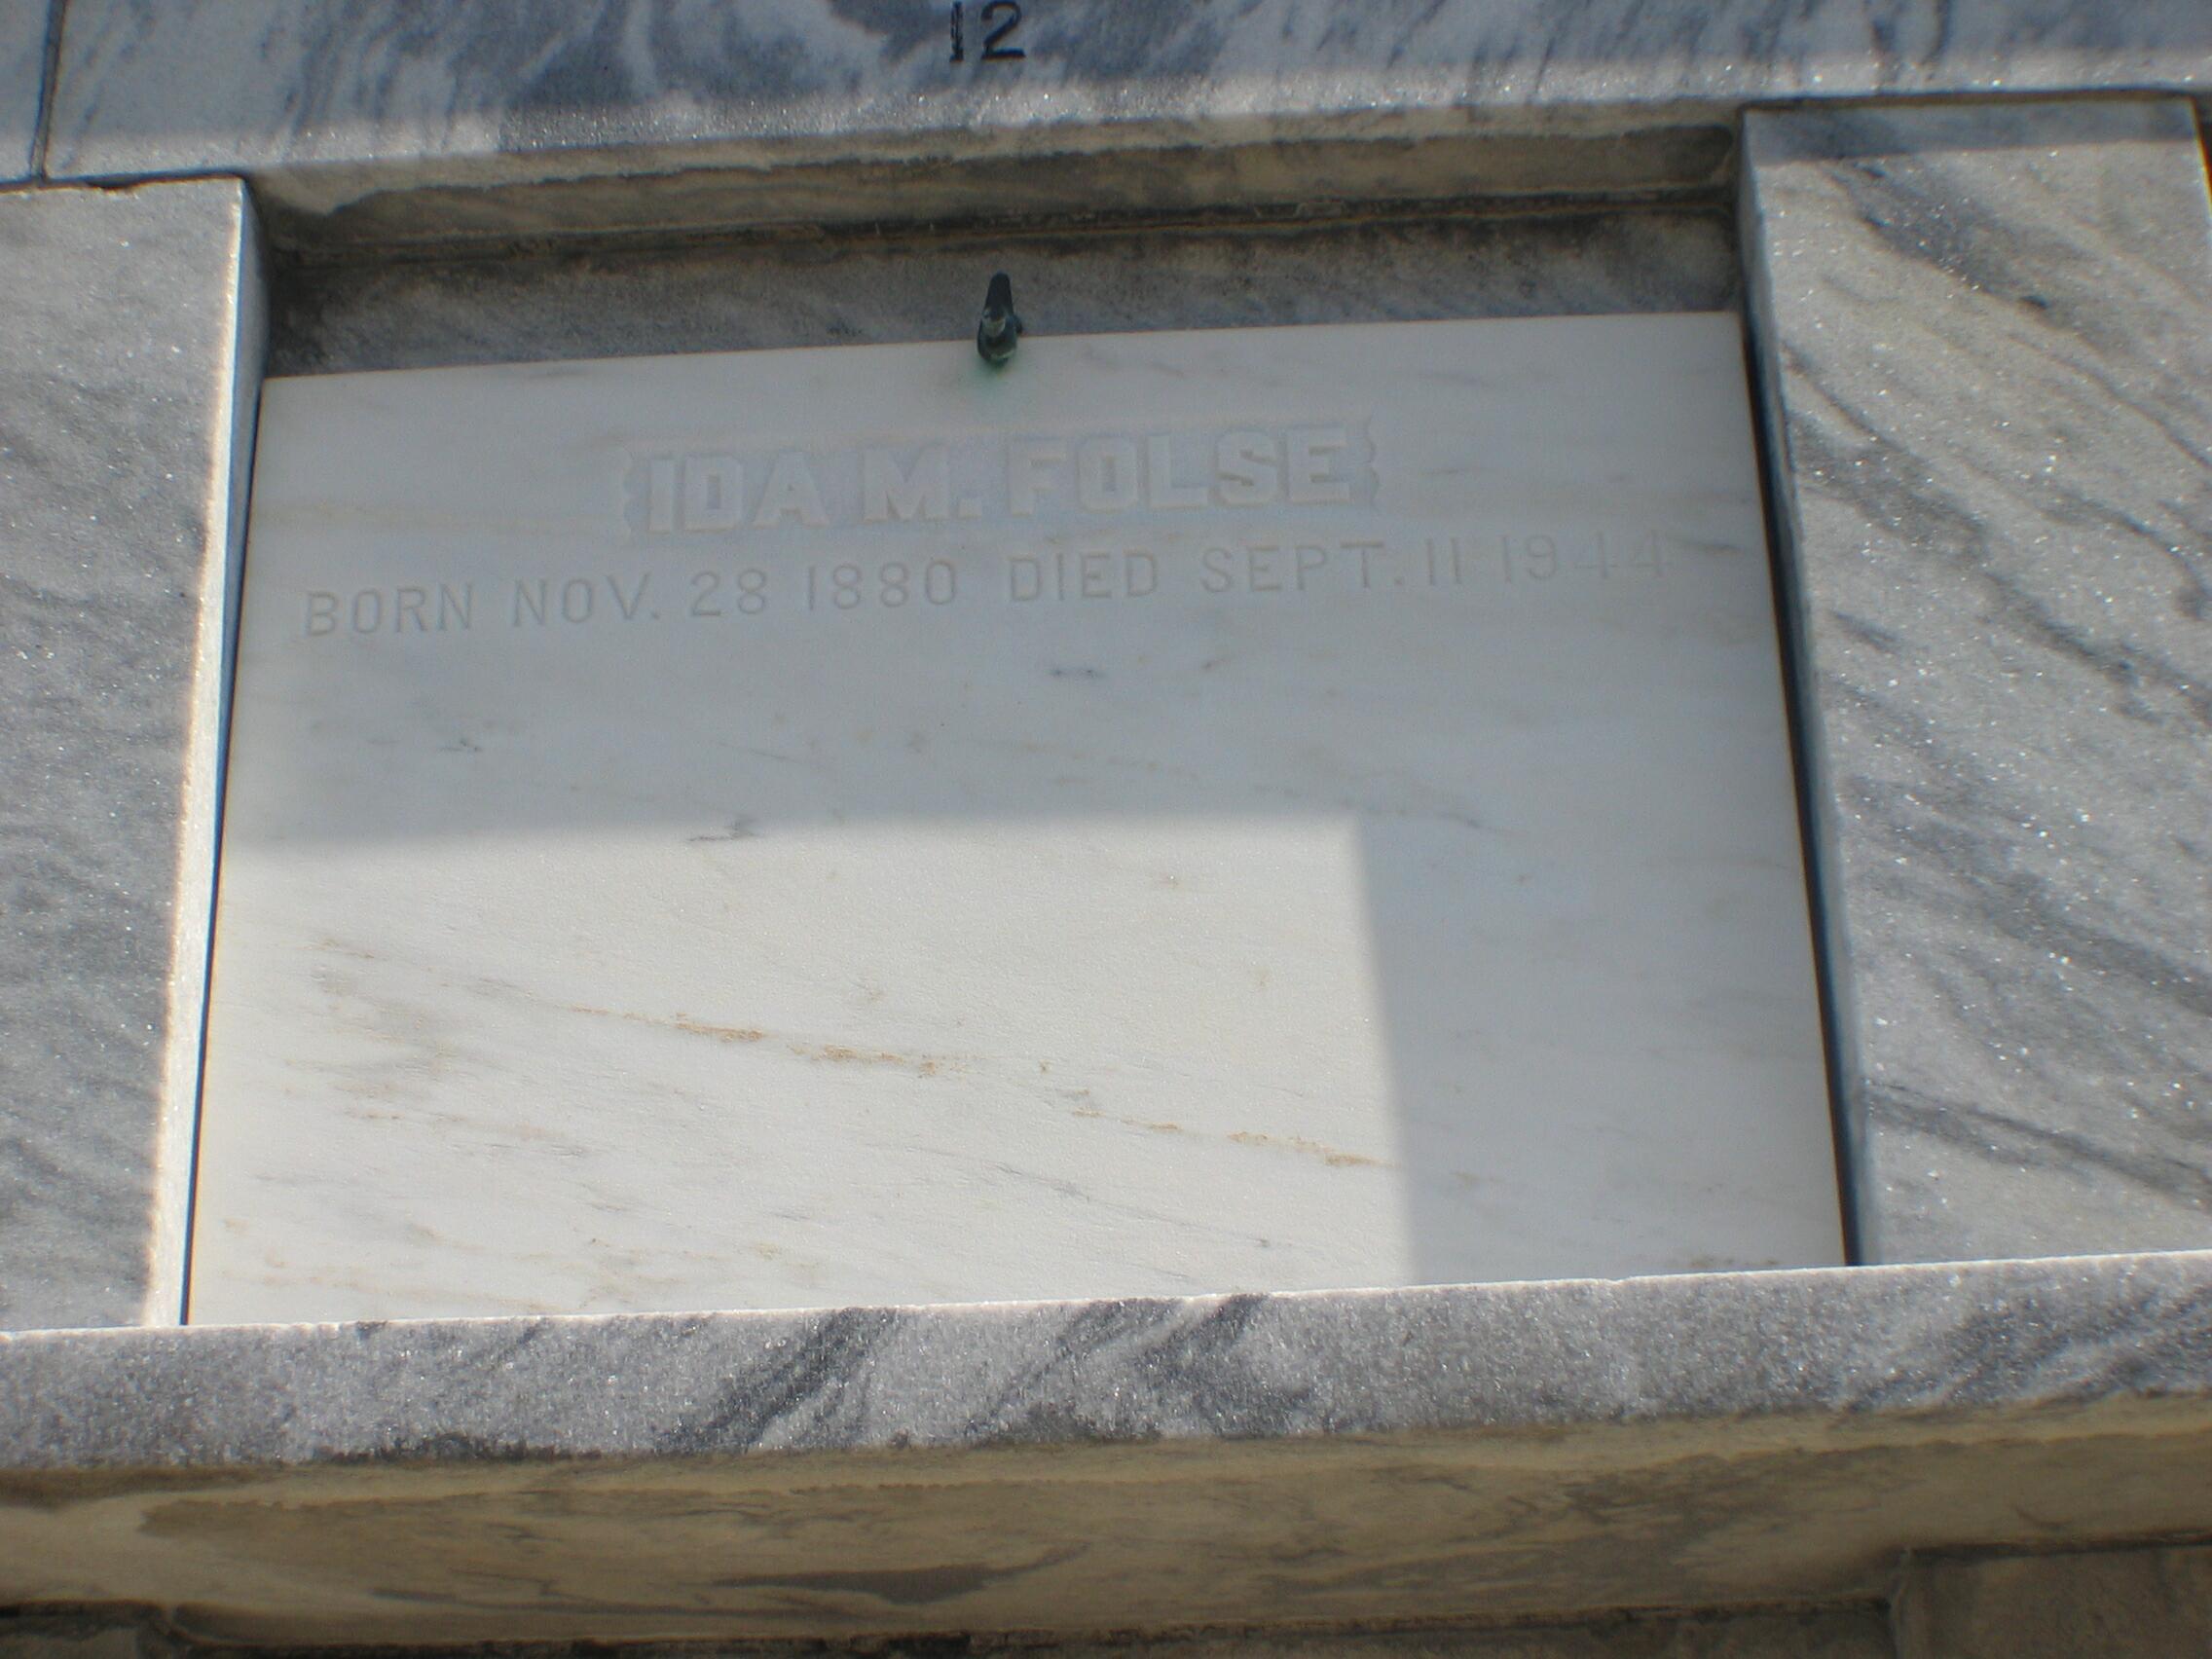 12
IDA M. FOLSE
BORN NOV. 28 1880 DIED SEPT. 11 1944